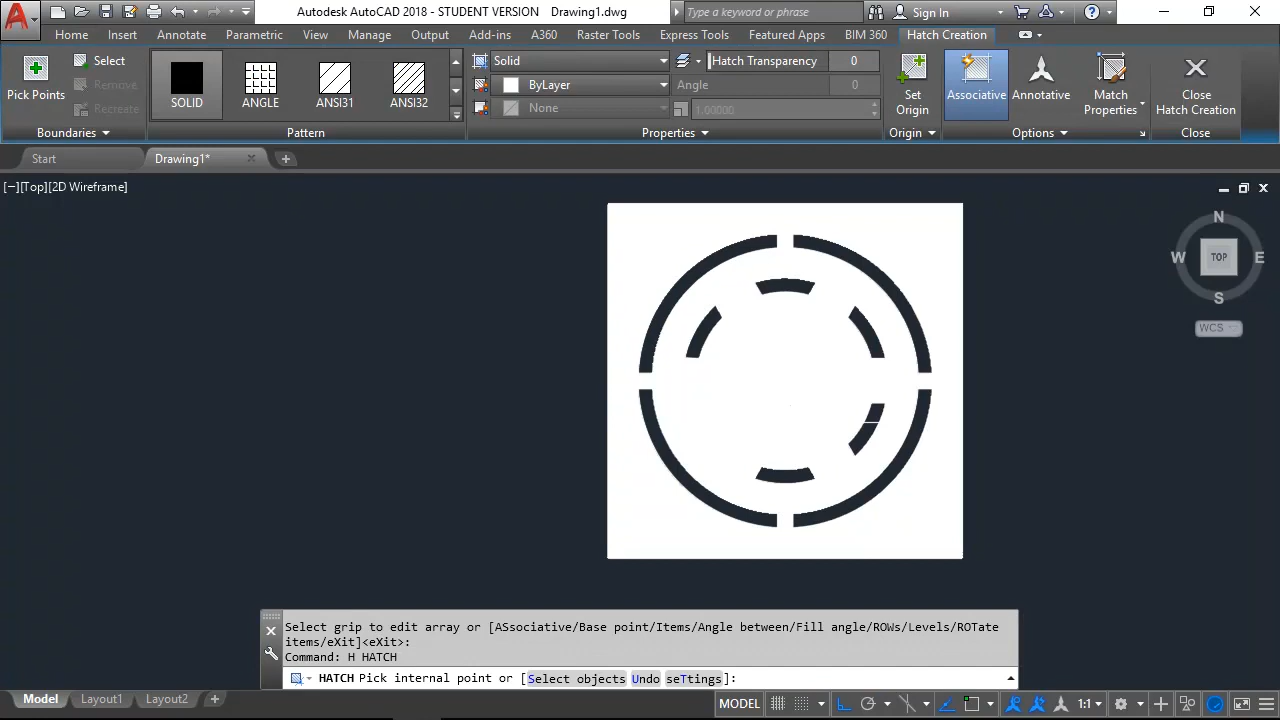 Autodesk AutoCAD 2018 - STUDENT VERSION Drawing1.dwg
Type a keyword or phrase
Sign In
Home Insert Annotate Parametric View Manage Output Add-ins A360 Raster Tools Express Tools Featured Apps BIM 360 Hatch Creation
Pick Points
Select
Remove
Recreate
Boundaries
SOLID
ANGLE
ANSI31
ANSI32
Pattern
Solid
ByLayer
None
Hatch Transparency 0
Angle 0
1.00000
Properties
Set Origin
Origin
Associative
Annotative
Match Properties
Options
Close Hatch Creation
Close
Start
Drawing1*
[−][Top][2D Wireframe]
N
W TOP E
S
WCS
Select grip to edit array or [ASsociative/Base point/Items/Angle between/Fill angle/ROWs/Levels/ROTate
items/eXit]<eXit>:
Command: H HATCH
HATCH Pick internal point or [Select objects Undo seTtings]:
Model Layout1 Layout2
MODEL
1:1